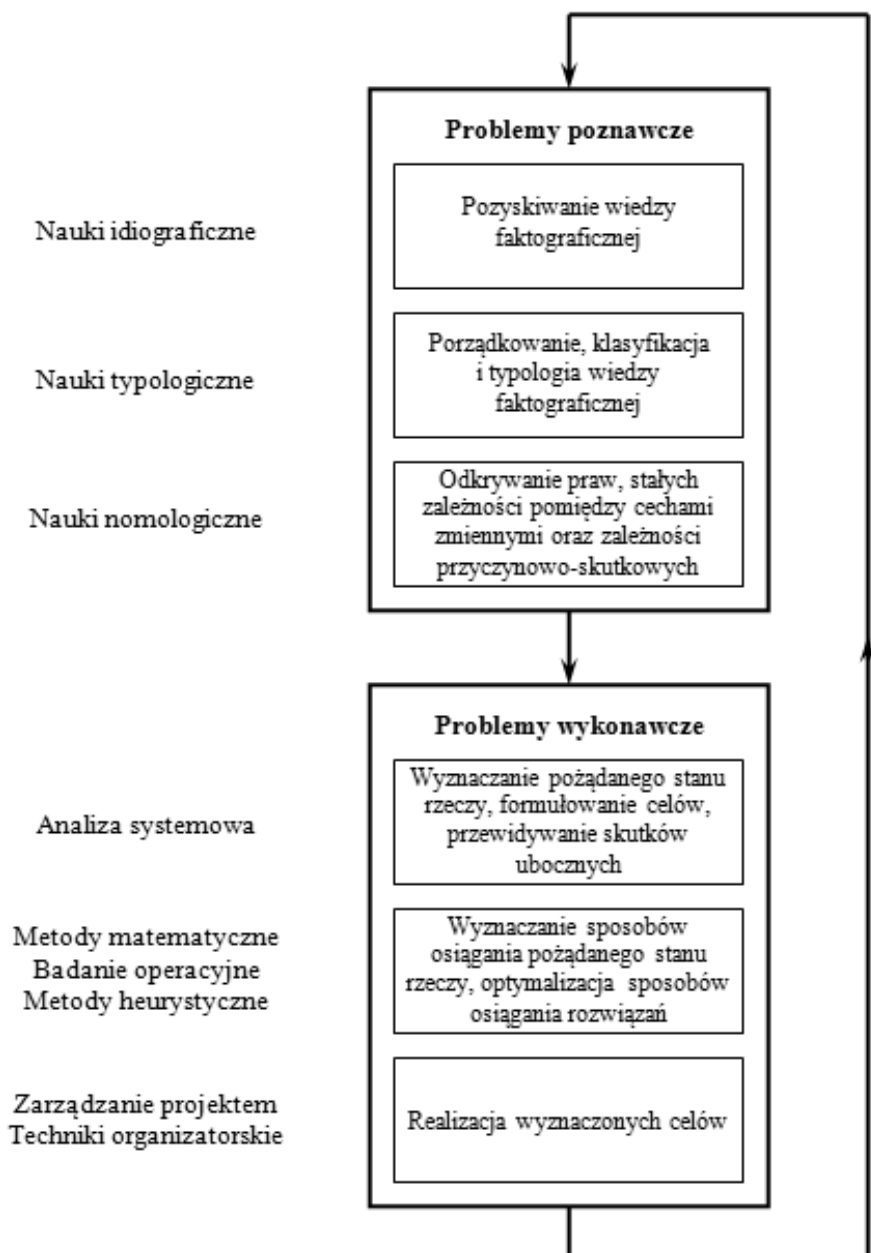 Problemy poznawcze
Nauki idiograficzne
Pozyskiwanie wiedzy
faktograficznej
Nauki typologiczne
Porządkowanie, klasyfikacja
i typologia wiedzy
faktograficznej
Nauki nomologiczne
Odkrywanie praw, stałych
zależności pomiędzy cechami
zmiennymi oraz zależności
przyczynowo-skutkowych
Problemy wykonawcze
Analiza systemowa
Wyznaczanie pożądanego stanu
rzeczy, formułowanie celów,
przewidywanie skutków
ubocznych
Metody matematyczne
Badanie operacyjne
Metody heurystyczne
Wyznaczanie sposobów
osiągania pożądanego stanu
rzeczy, optymalizacja sposobów
osiągania rozwiązań
Zarządzanie projektem
Techniki organizatorskie
Realizacja wyznaczonych celów